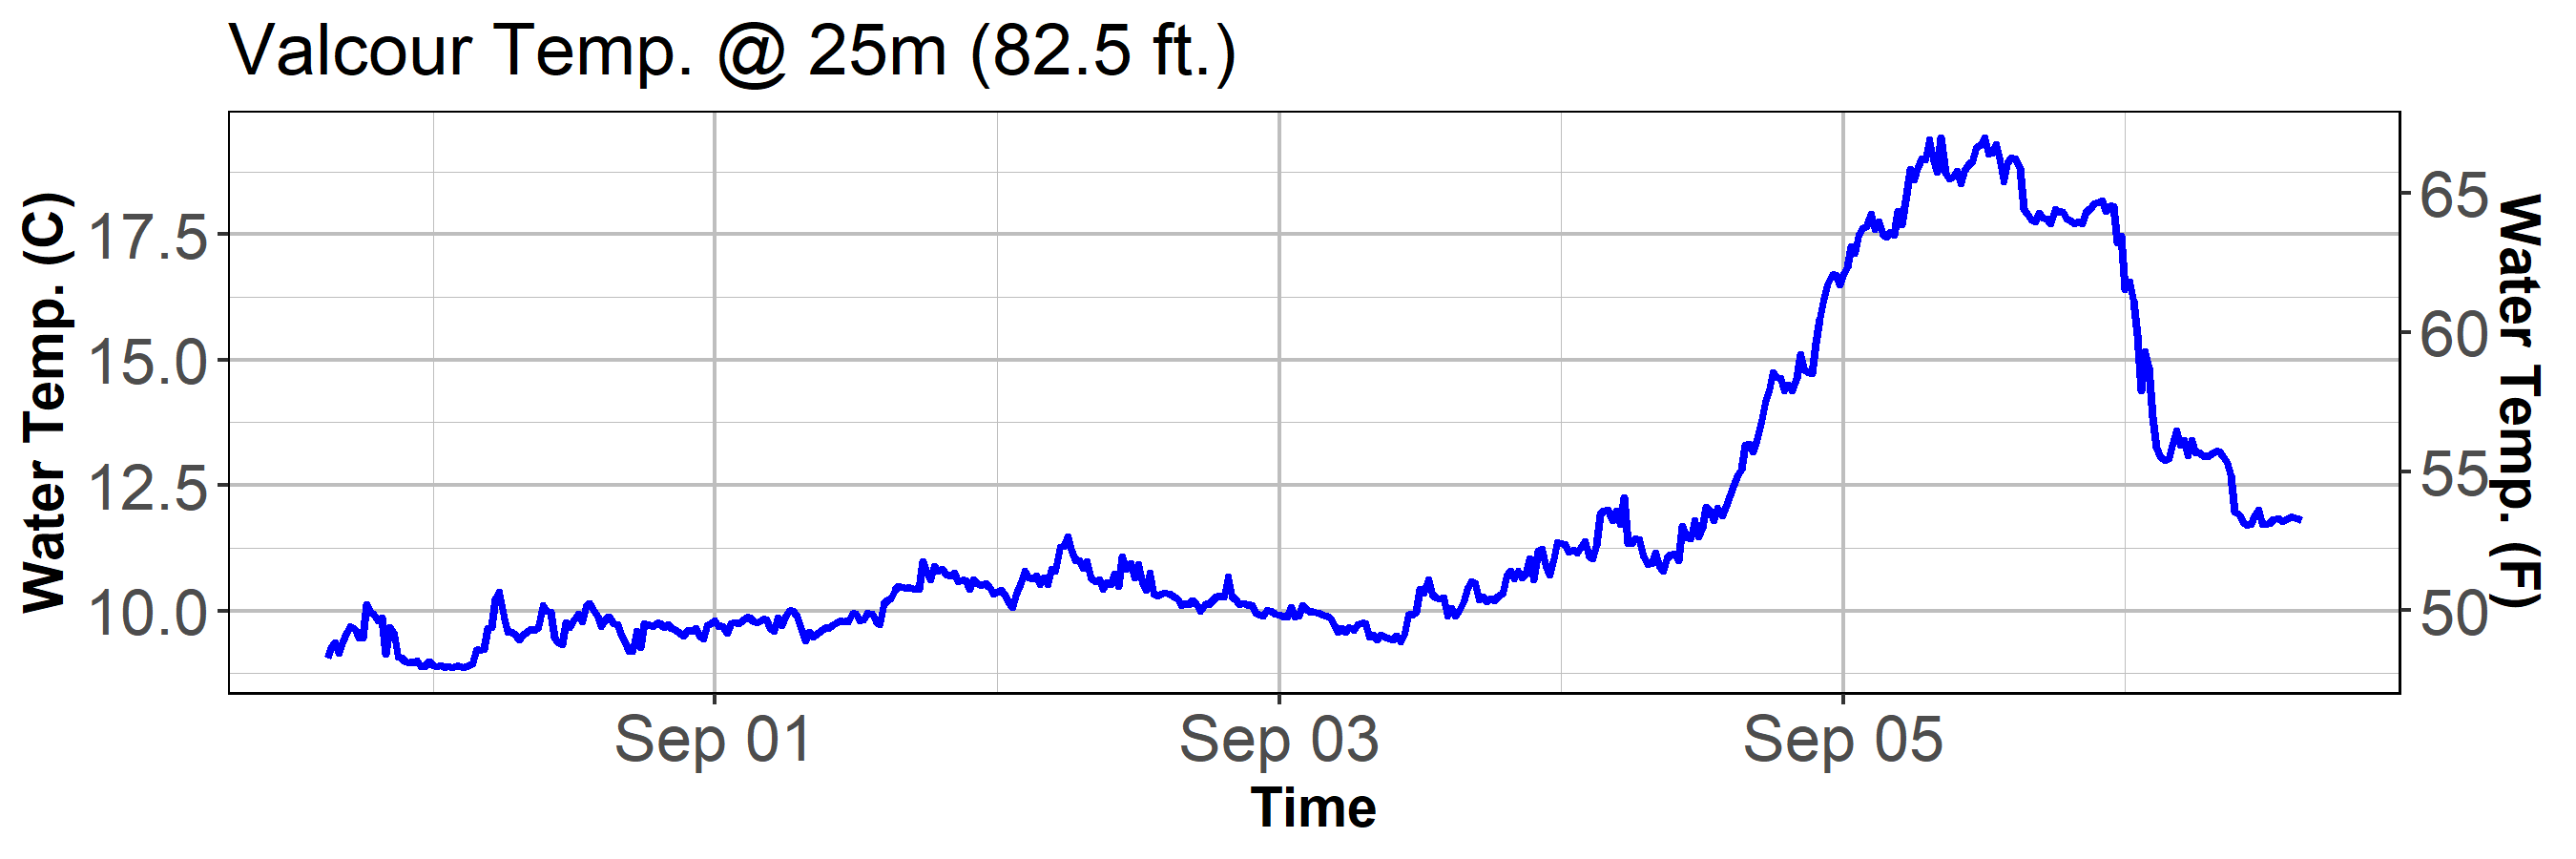 Valcour Temp. @ 25m (82.5 ft.)
Water Temp. (C)
17.5
15.0
12.5
10.0
65
60
55
50
Water Temp. (F)
Sep 01 Sep 03 Sep 05
Time